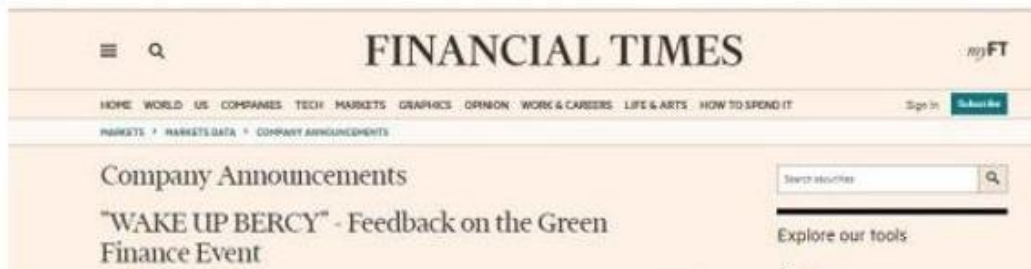 FINANCIAL TIMES
myFT
HOME WORLD US COMPANIES TECH MARKETS GRAPHICS OPINION WORK & CAREERS LIFE & ARTS HOW TO SPEND IT
Sign In Subscribe
MARKETS › MARKETS DATA › COMPANY ANNOUNCEMENTS
Company Announcements
Search securities
"WAKE UP BERCY" - Feedback on the Green
Finance Event
Explore our tools